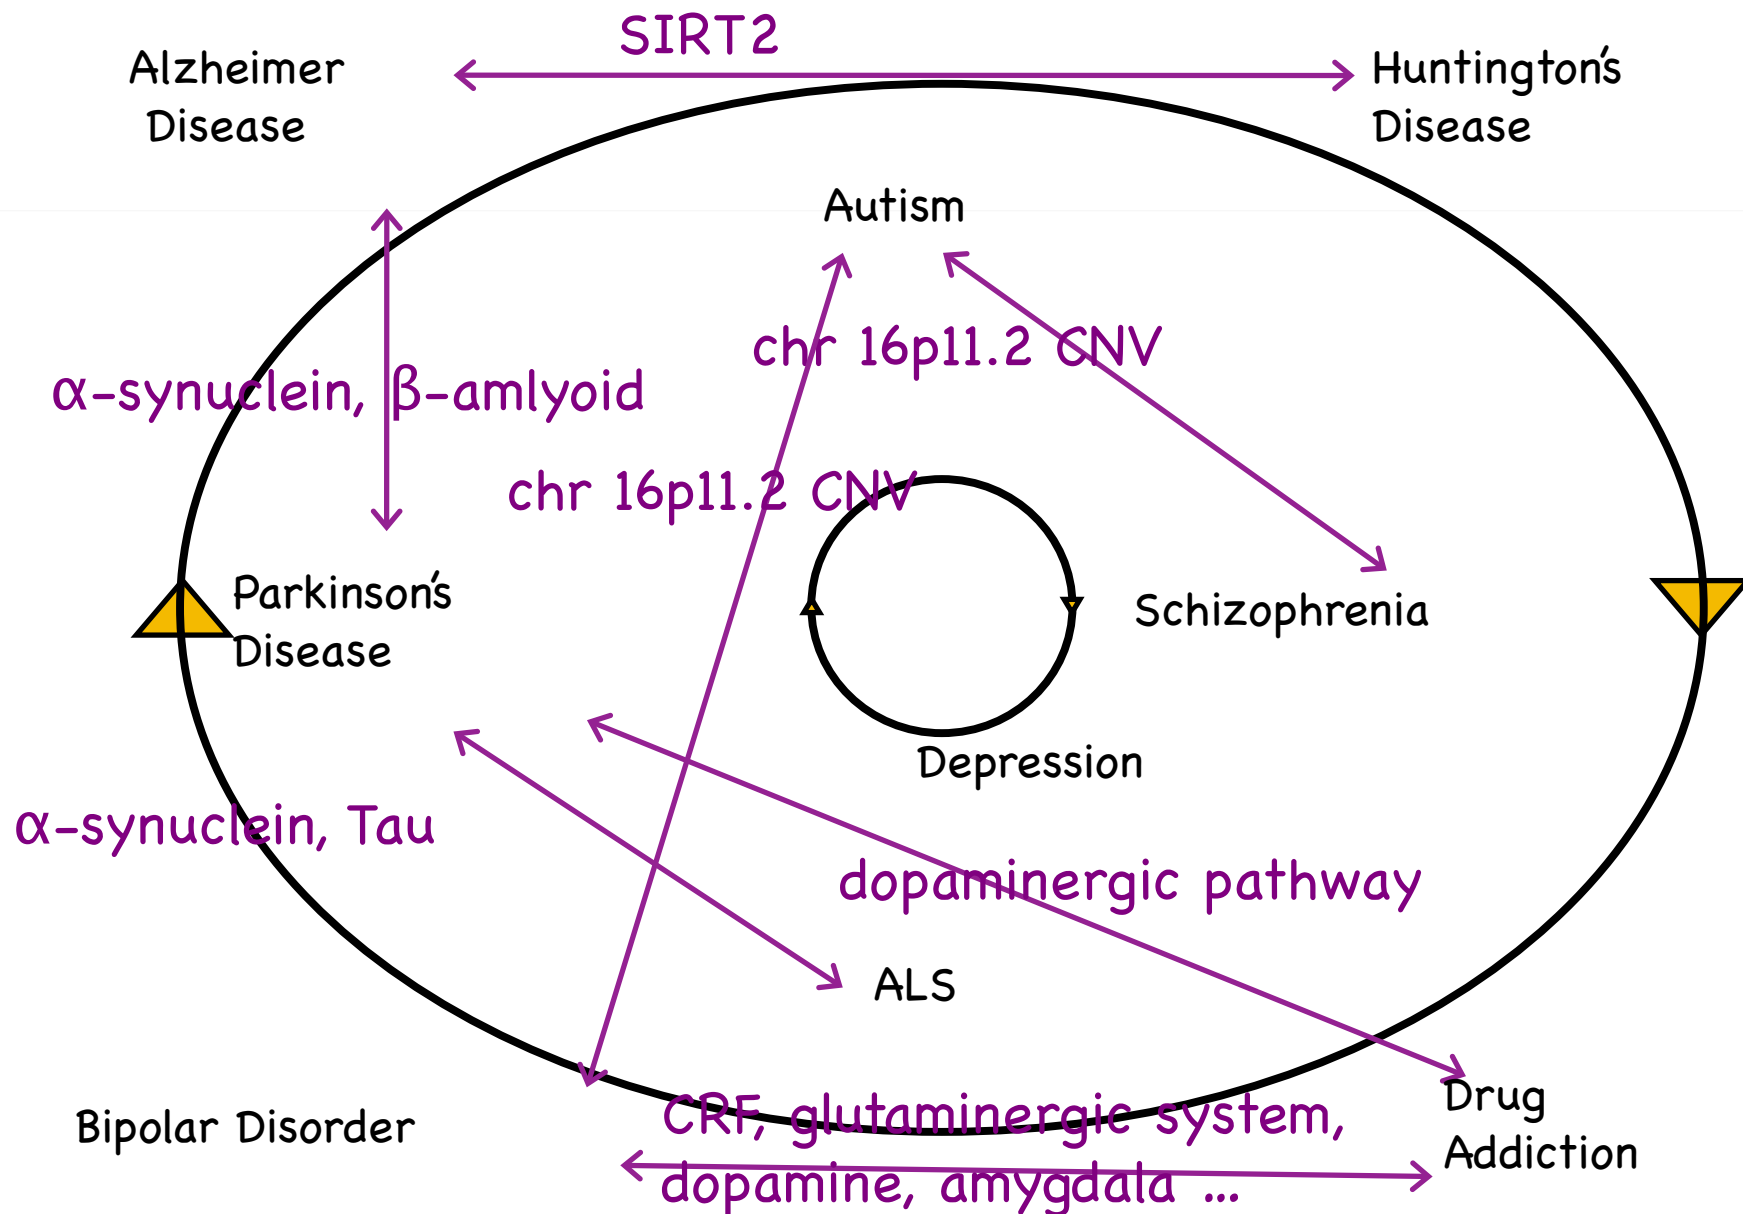 SIRT2
Alzheimer
Disease
Huntington's
Disease
Autism
chr 16p11.2 CNV
α-synuclein, β-amlyoid
chr 16p11.2 CNV
Parkinson's
Disease
Schizophrenia
Depression
α-synuclein, Tau
dopaminergic pathway
ALS
Bipolar Disorder
CRF, glutaminergic system,
dopamine, amygdala ...
Drug
Addiction